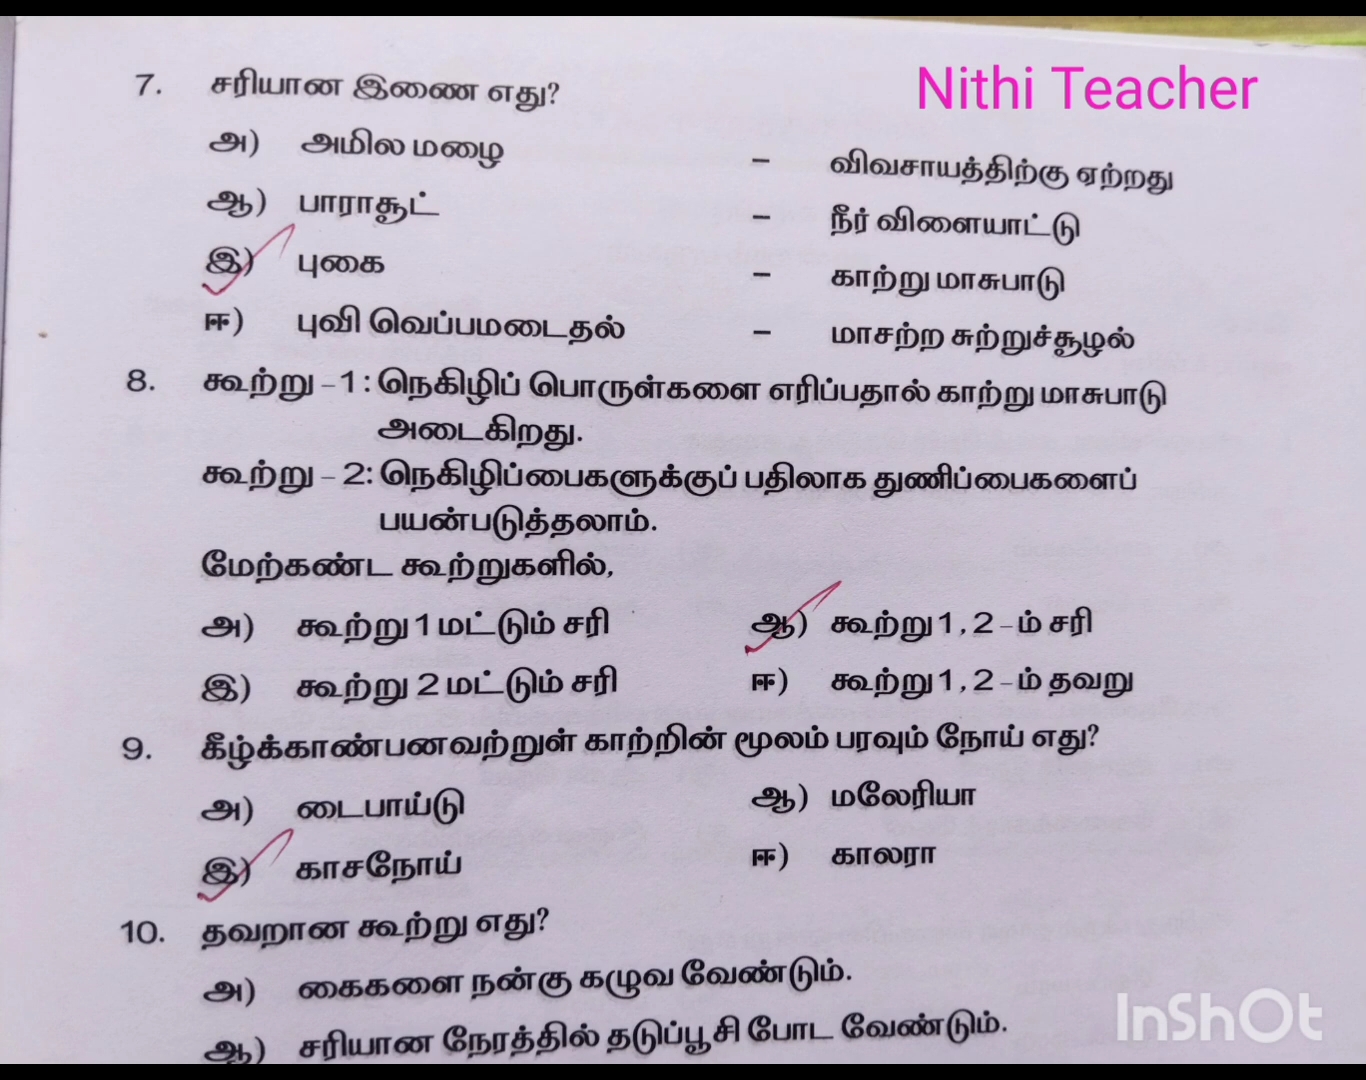 Nithi Teacher
7. சரியான இணை எது?
அ) அமில மழை – விவசாயத்திற்கு ஏற்றது
ஆ) பாராசூட் – நீர் விளையாட்டு
இ) புகை – காற்று மாசுபாடு
ஈ) புவி வெப்பமடைதல் – மாசற்ற சுற்றுச்சூழல்
8. கூற்று – 1 : நெகிழிப் பொருள்களை எரிப்பதால் காற்று மாசுபாடு
அடைகிறது.
கூற்று – 2: நெகிழிப்பைகளுக்குப் பதிலாக துணிப்பைகளைப்
பயன்படுத்தலாம்.
மேற்கண்ட கூற்றுகளில்,
அ) கூற்று 1 மட்டும் சரி ஆ) கூற்று 1 , 2 – ம் சரி
இ) கூற்று 2 மட்டும் சரி ஈ) கூற்று 1 , 2 – ம் தவறு
9. கீழ்க்காண்பனவற்றுள் காற்றின் மூலம் பரவும் நோய் எது?
அ) டைபாய்டு ஆ) மலேரியா
இ) காசநோய் ஈ) காலரா
10. தவறான கூற்று எது?
அ) கைகளை நன்கு கழுவ வேண்டும்.
ஆ) சரியான நேரத்தில் தடுப்பூசி போட வேண்டும்.
InShOt